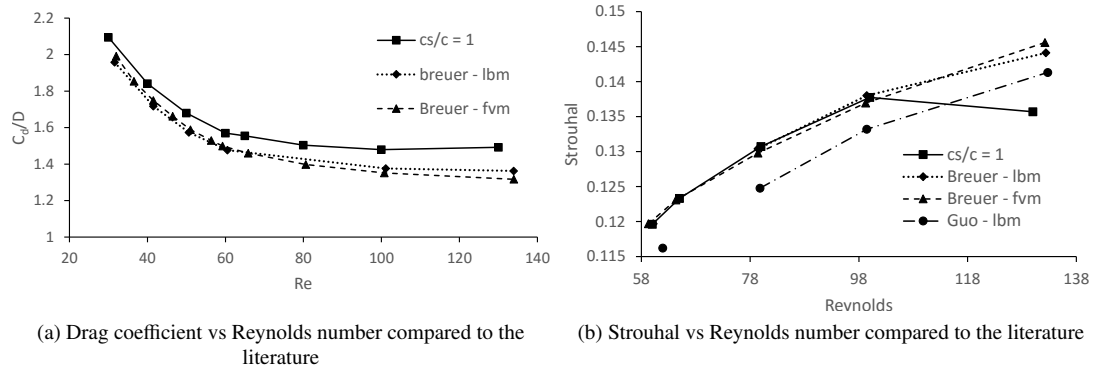 2.2
2
1.8
1.6
1.4
1.2
1
C_d/D
20
40
60
80
100
120
140
Re
cs/c = 1
breuer - lbm
Breuer - fvm
(a) Drag coefficient vs Reynolds number compared to the
literature
0.15
0.145
0.14
0.135
0.13
0.125
0.12
0.115
Strouhal
58
78
98
118
138
Reynolds
cs/c = 1
Breuer - lbm
Breuer - fvm
Guo - lbm
(b) Strouhal vs Reynolds number compared to the literature